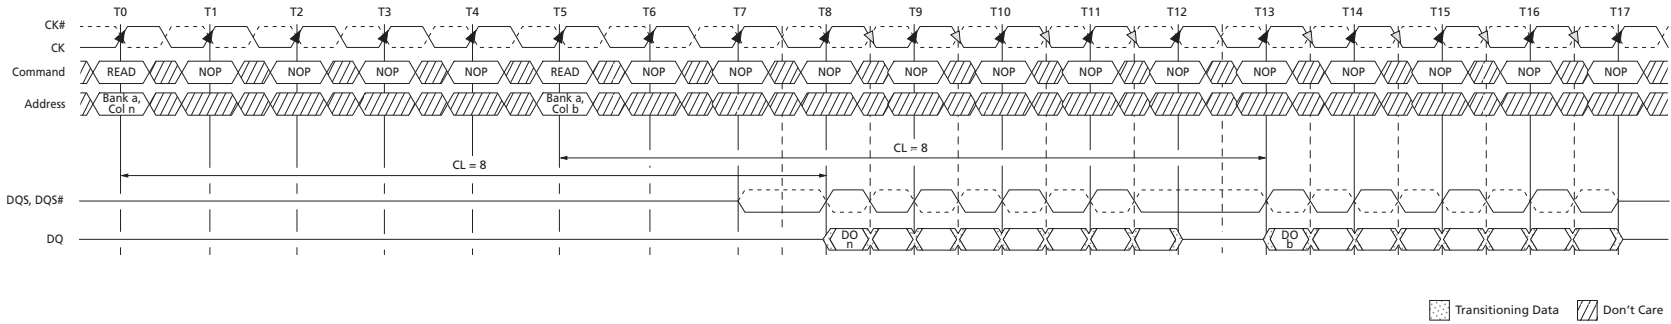 T0 T1 T2 T3 T4 T5 T6 T7 T8 T9 T10 T11 T12 T13 T14 T15 T16 T17
CK#
CK
Command READ NOP NOP NOP NOP READ NOP NOP NOP NOP NOP NOP NOP NOP NOP NOP NOP NOP
Address Bank a, Bank a,
Col n Col b
CL = 8
CL = 8
DQS, DQS#
DQ DO DO
n b
Transitioning Data Don't Care